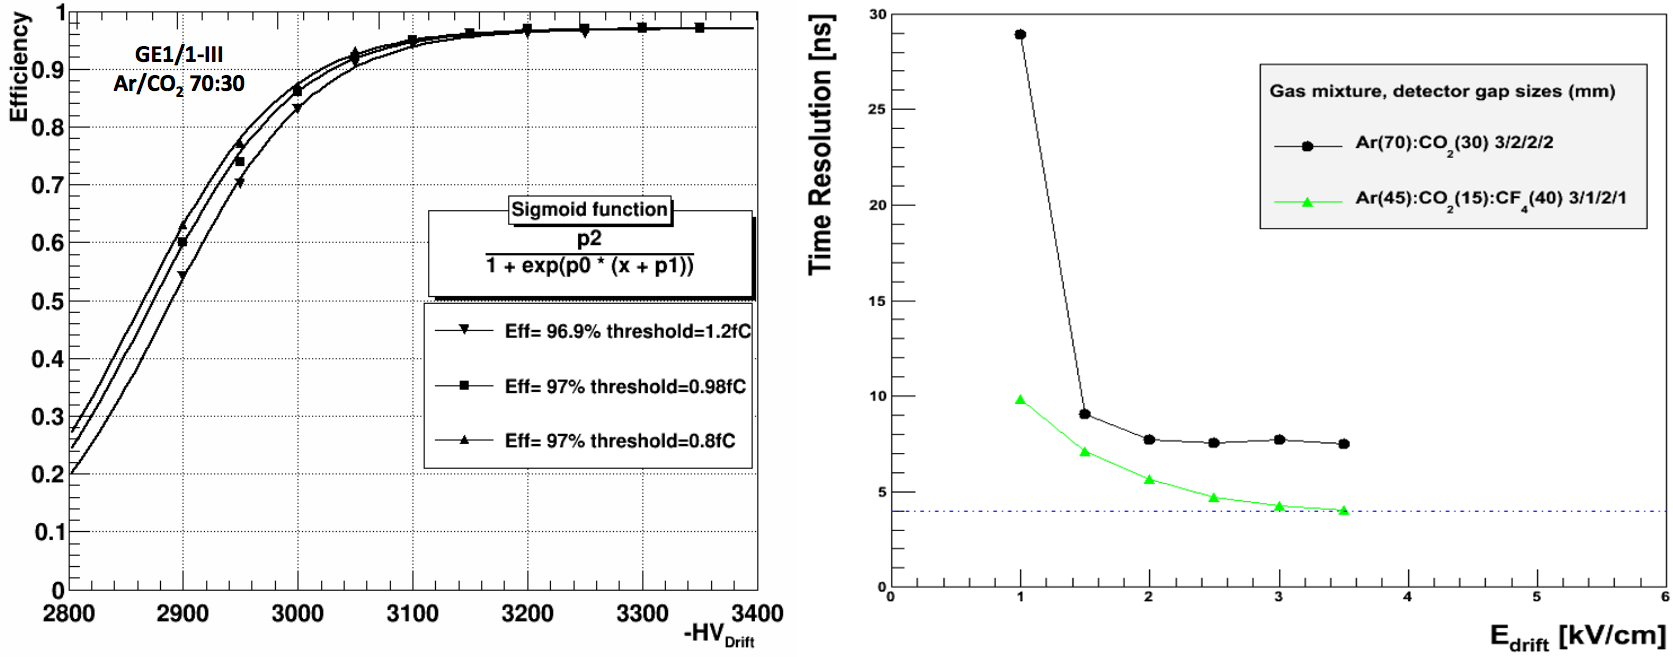 1
0.9
0.8
0.7
0.6
0.5
0.4
0.3
0.2
0.1
0
Efficiency
GE1/1-III
Ar/CO2 70:30
Sigmoid function
p2
1 + exp(p0 * (x + p1))
Eff= 96.9% threshold=1.2fC
Eff= 97% threshold=0.98fC
Eff= 97% threshold=0.8fC
2800 2900 3000 3100 3200 3300 3400
-HVDrift
Time Resolution [ns]
30
25
20
15
10
5
0
Gas mixture, detector gap sizes (mm)
Ar(70):CO2(30) 3/2/2/2
Ar(45):CO2(15):CF4(40) 3/1/2/1
0 1 2 3 4 5 6
Edrift [kV/cm]